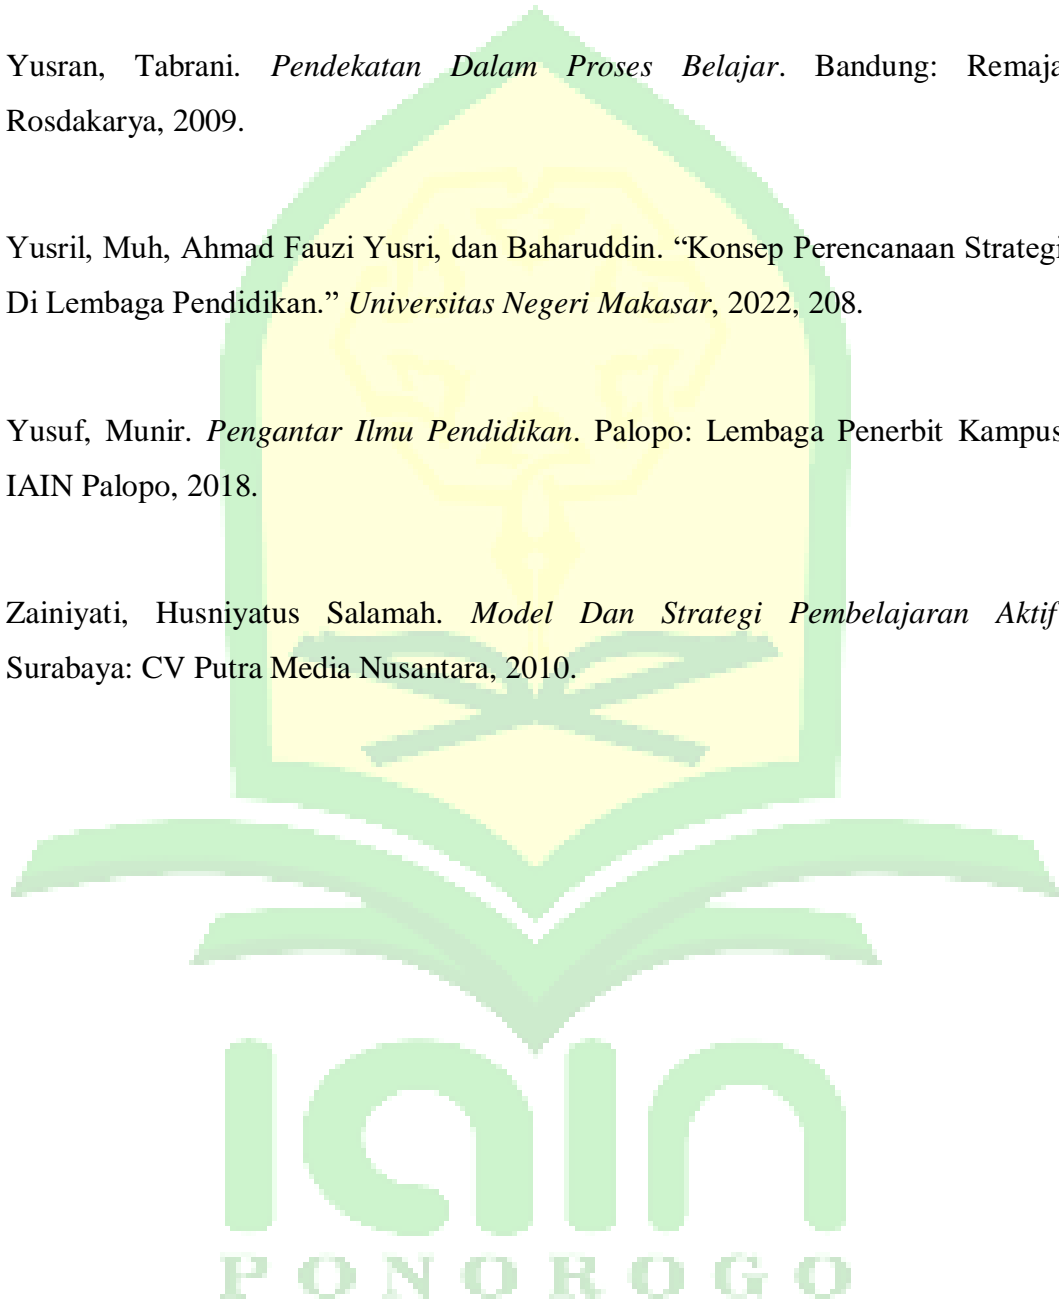 Yusran, Tabrani. Pendekatan Dalam Proses Belajar. Bandung: Remaja
Rosdakarya, 2009.
Yusril, Muh, Ahmad Fauzi Yusri, dan Baharuddin. “Konsep Perencanaan Strategi
Di Lembaga Pendidikan.” Universitas Negeri Makasar, 2022, 208.
Yusuf, Munir. Pengantar Ilmu Pendidikan. Palopo: Lembaga Penerbit Kampus
IAIN Palopo, 2018.
Zainiyati, Husniyatus Salamah. Model Dan Strategi Pembelajaran Aktif
Surabaya: CV Putra Media Nusantara, 2010.
iain
PONOROGO